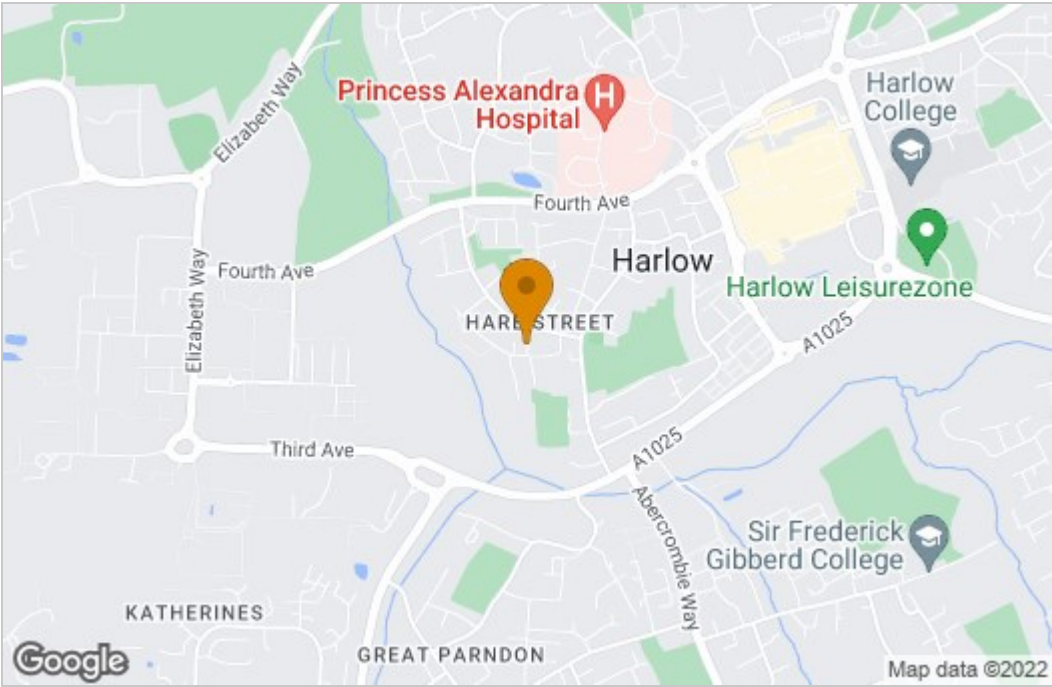 Elizabeth Way
Princess Alexandra
Hospital
H
Harlow
College
Fourth Ave
Harlow
Fourth Ave
Harlow Leisurezone
Elizabeth Way
HARE STREET
A1025
Third Ave
A1025
Abercrombie Way
Sir Frederick
Gibberd College
KATHERINES
GREAT PARNDON
Google
Map data ©2022